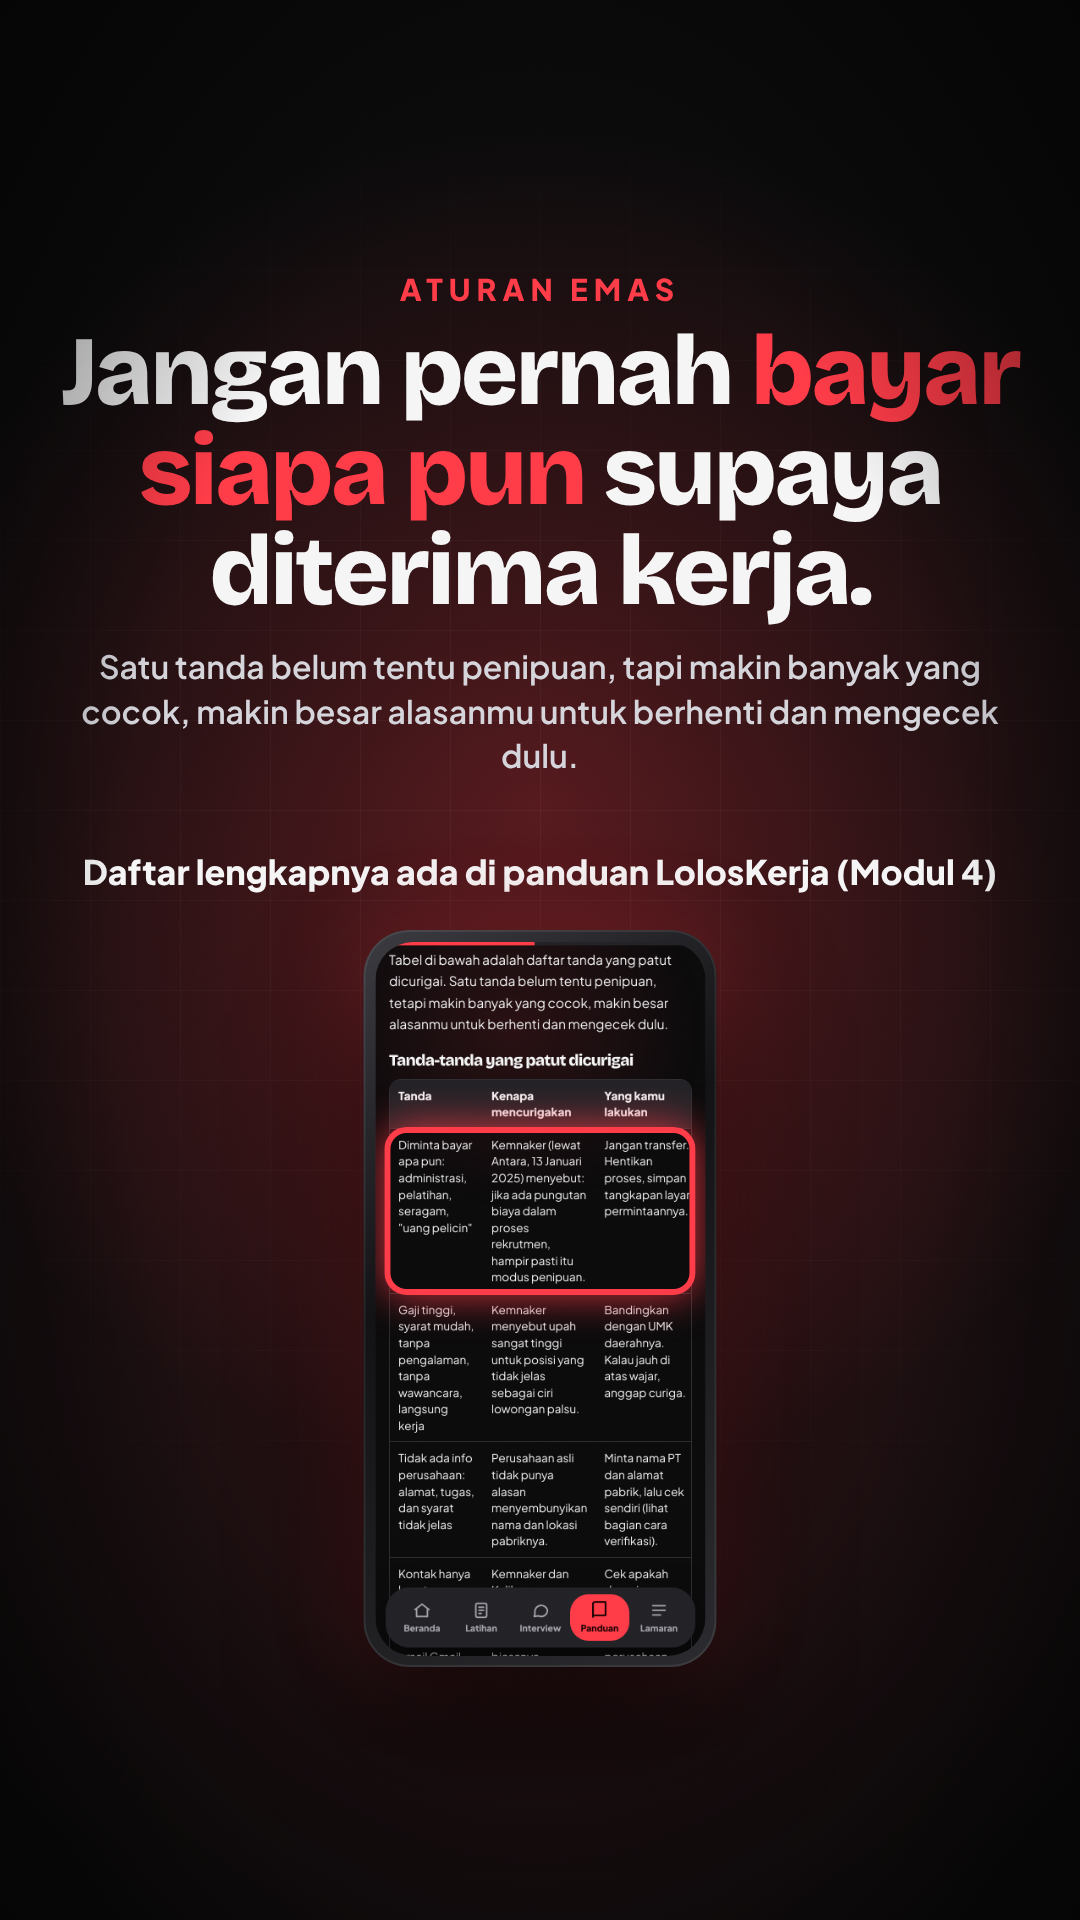 ATURAN EMAS
Jangan pernah bayar
siapa pun supaya
diterima kerja.
Satu tanda belum tentu penipuan, tapi makin banyak yang
cocok, makin besar alasanmu untuk berhenti dan mengecek
dulu.
Daftar lengkapnya ada di panduan LolosKerja (Modul 4)
Tabel di bawah adalah daftar tanda yang patut
dicurigai. Satu tanda belum tentu penipuan,
tetapi makin banyak yang cocok, makin besar
alasanmu untuk berhenti dan mengecek dulu.
Tanda-tanda yang patut dicurigai
Tanda
Kenapa
mencurigakan
Yang kamu
lakukan
Diminta bayar
apa pun:
administrasi,
pelatihan,
seragam,
"uang pelicin"
Kemnaker (lewat
Antara, 13 Januari
2025) menyebut:
jika ada pungutan
biaya dalam
proses
rekrutmen,
hampir pasti itu
modus penipuan.
Jangan transfer.
Hentikan
proses, simpan
tangkapan layar
permintaannya.
Gaji tinggi,
syarat mudah,
tanpa
pengalaman,
tanpa
wawancara,
langsung
kerja
Kemnaker
menyebut upah
sangat tinggi
untuk posisi yang
tidak jelas
sebagai ciri
lowongan palsu.
Bandingkan
dengan UMK
daerahnya.
Kalau jauh di
atas wajar,
anggap curiga.
Tidak ada info
perusahaan:
alamat, tugas,
dan syarat
tidak jelas
Perusahaan asli
tidak punya
alasan
menyembunyikan
nama dan lokasi
pabriknya.
Minta nama PT
dan alamat
pabrik, lalu cek
sendiri (lihat
bagian cara
verifikasi).
Kontak hanya
Kemnaker dan
Cek apakah
Beranda
Latihan
Interview
Panduan
Lamaran